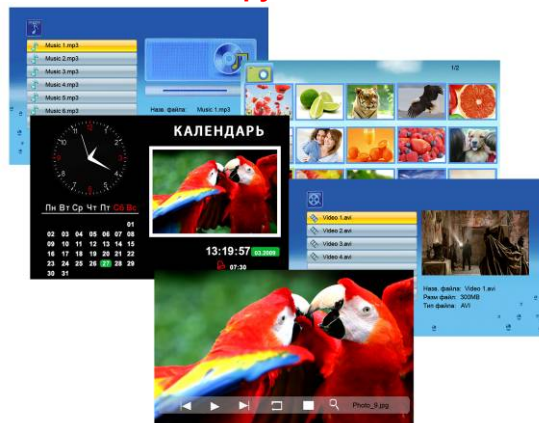 Music 1.mp3
Music 2.mp3
Music 3.mp3
Music 4.mp3
Music 5.mp3
Music 6.mp3
Назв. файла: Music 1.mp3
1/2
КАЛЕНДАРЬ
Пн Вт Ср Чт Пт Сб Вс
01
02 03 04 05 06 07 08
09 10 11 12 13 14 15
16 17 18 19 20 21 22
23 24 25 26 27 28 29
30 31
13:19:57 03.2009
07:30
Video 1.avi
Video 2.avi
Video 3.avi
Video 4.avi
Назв. файла: Video 1.avi
Разм файл: 300MB
Тип файла: AVI
Photo_9.jpg